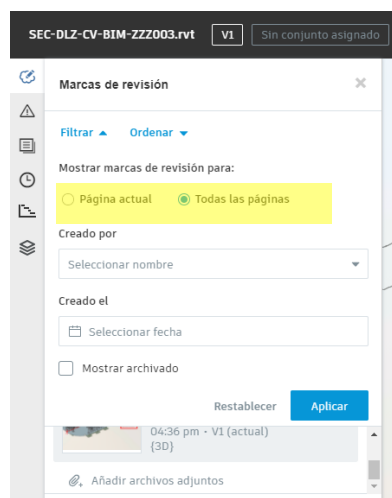 SEC-DLZ-CV-BIM-ZZZ003.rvt V1 Sin conjunto asignado
Marcas de revisión
Filtrar Ordenar
Mostrar marcas de revisión para:
Página actual Todas las páginas
Creado por
Seleccionar nombre
Creado el
Seleccionar fecha
Mostrar archivado
Restablecer Aplicar
04:36 pm - V1 (actual)
{3D}
Añadir archivos adjuntos